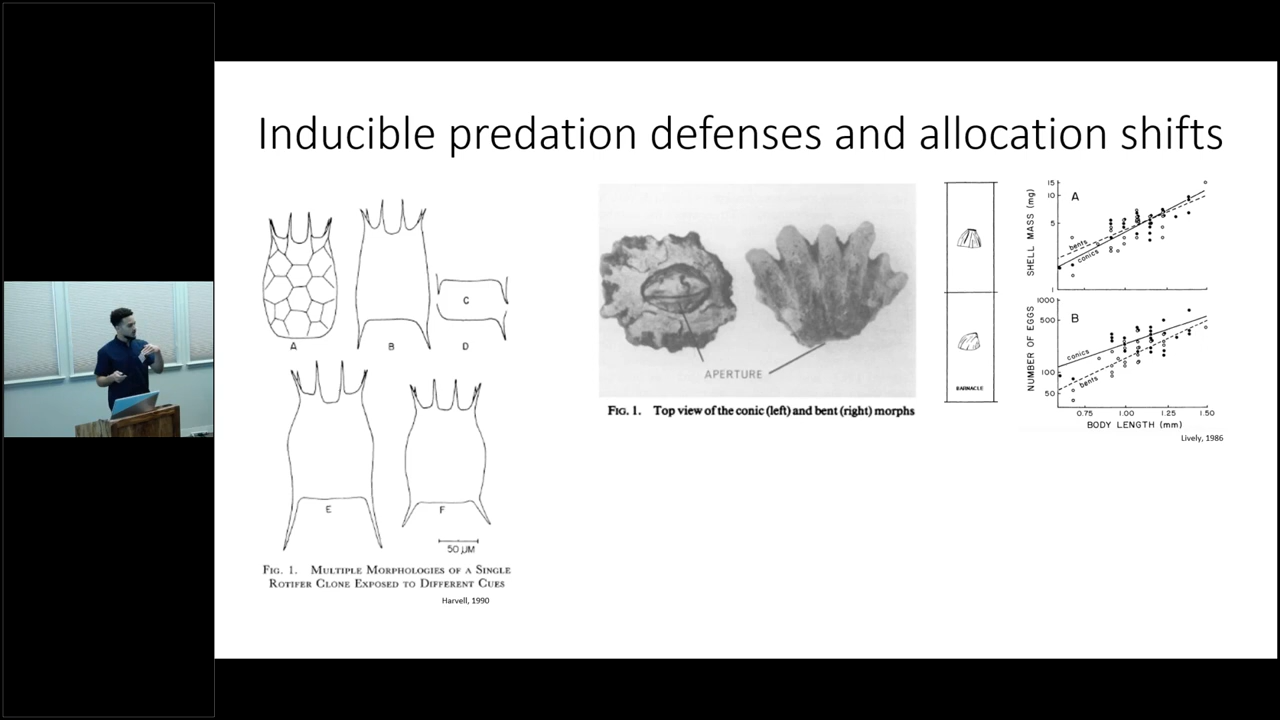 Inducible predation defenses and allocation shifts
A
B
C
D
E
F
50 µM
FIG. 1. MULTIPLE MORPHOLOGIES OF A SINGLE
ROTIFER CLONE EXPOSED TO DIFFERENT CUES
Harvell, 1990
APERTURE
FIG. 1. Top view of the conic (left) and bent (right) morphs
BARNACLE
SHELL MASS (mg)
15
10
5
1
A
bents
conics
NUMBER OF EGGS
1000
500
100
50
B
conics
bents
0.75 1.00 1.25 1.50
BODY LENGTH (mm)
Lively, 1986